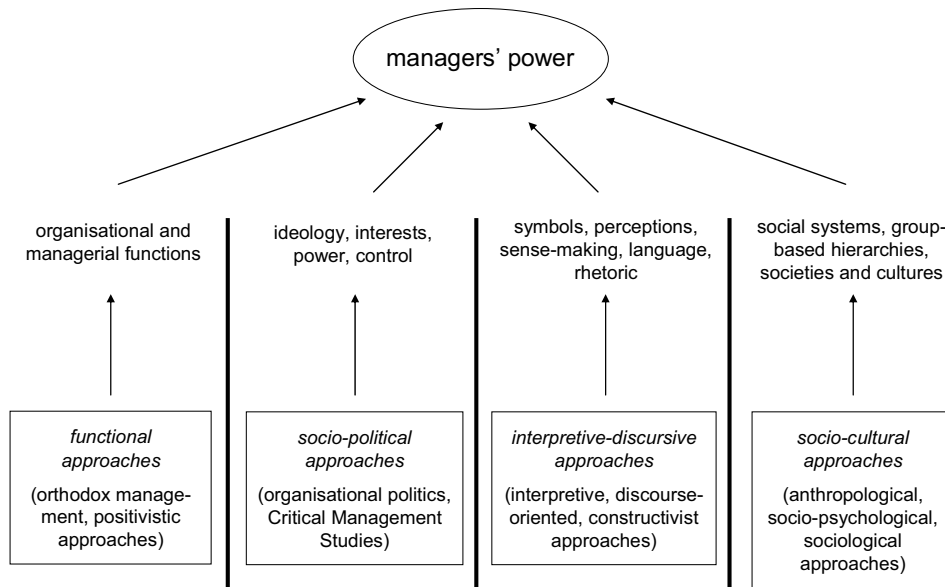 managers’ power
organisational and
managerial functions
ideology, interests,
power, control
symbols, perceptions,
sense-making, language,
rhetoric
social systems, group-
based hierarchies,
societies and cultures
functional
approaches
(orthodox manage-
ment, positivistic
approaches)
socio-political
approaches
(organisational politics,
Critical Management
Studies)
interpretive-discursive
approaches
(interpretive, discourse-
oriented, constructivist
approaches)
socio-cultural
approaches
(anthropological,
socio-psychological,
sociological
approaches)